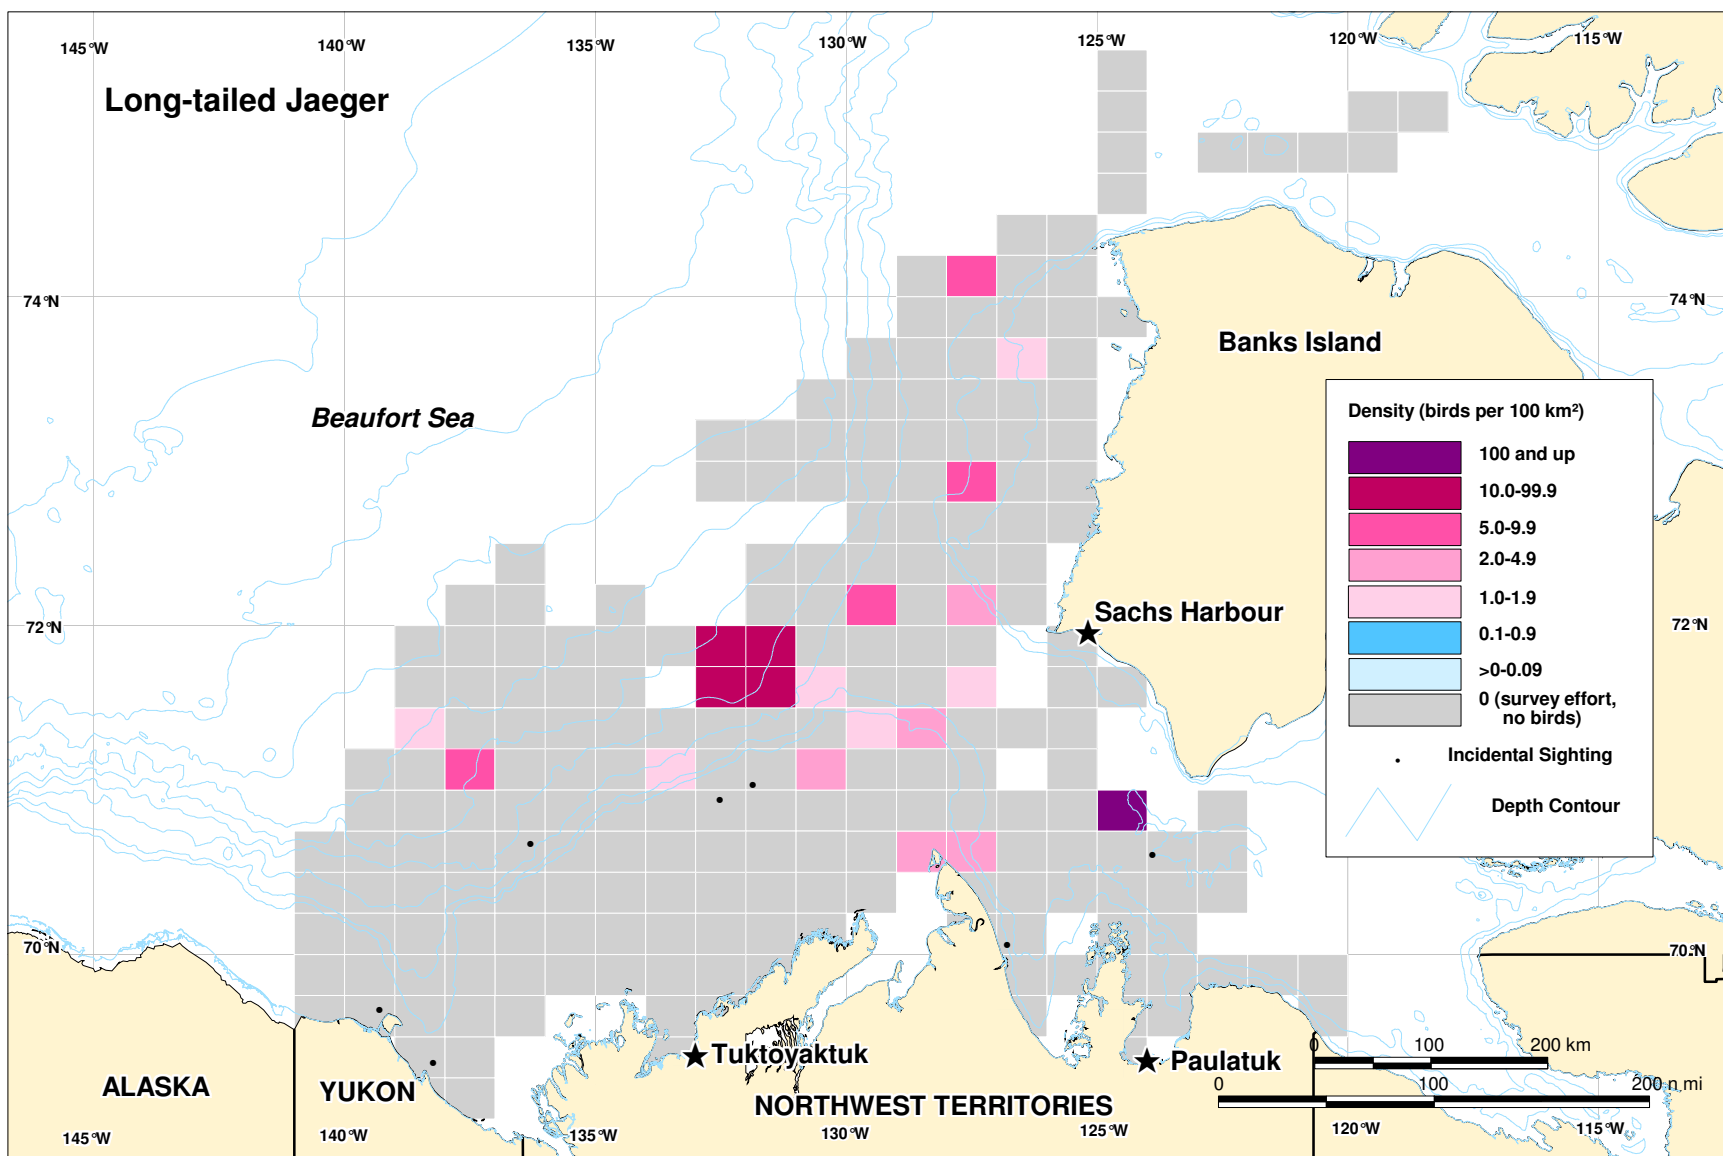 145°W 140°W 135°W 130°W 125°W 120°W 115°W
Long-tailed Jaeger
74°N 74°N
Banks Island
Beaufort Sea
Density (birds per 100 km²)
100 and up
10.0-99.9
5.0-9.9
2.0-4.9
1.0-1.9
0.1-0.9
>0-0.09
0 (survey effort,
no birds)
Incidental Sighting
Depth Contour
Sachs Harbour
72°N 72°N
70°N 70°N
Tuktoyaktuk
Paulatuk
0 100 200 km
0 100 200 n mi
ALASKA
YUKON
NORTHWEST TERRITORIES
145°W 140°W 135°W 130°W 125°W 120°W 115°W